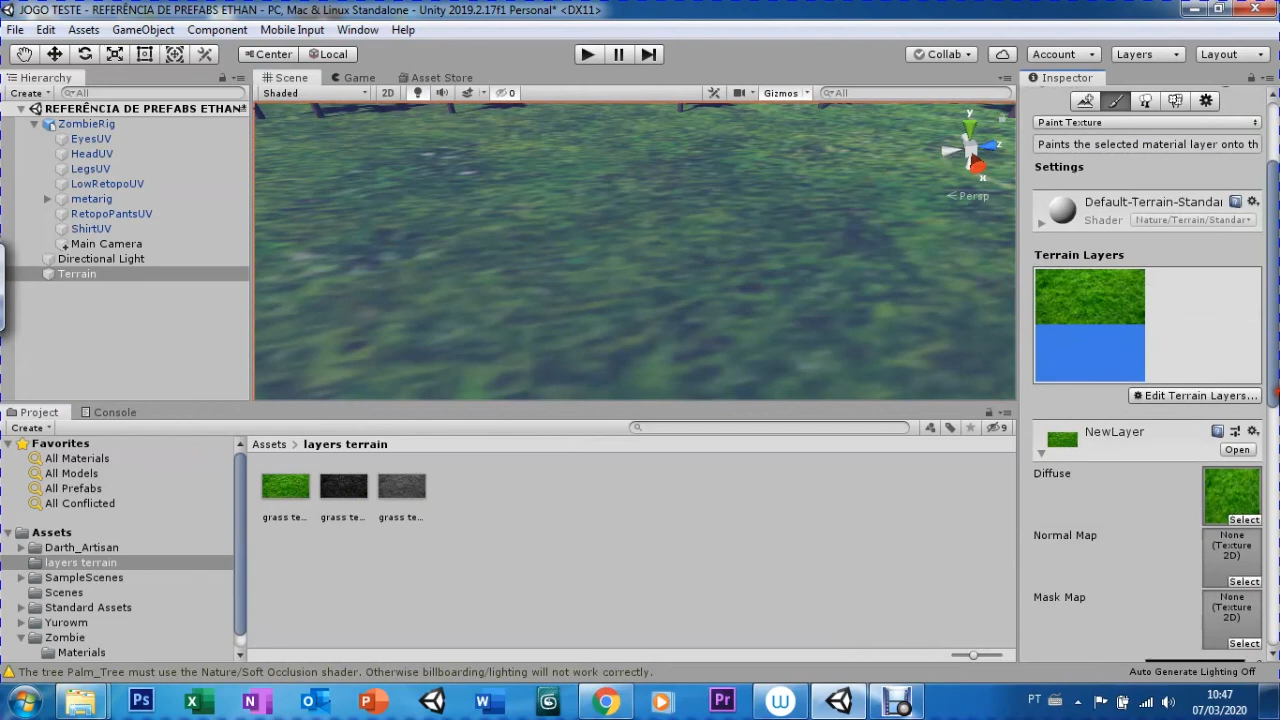 JOGO TESTE - REFERÊNCIA DE PREFABS ETHAN - PC, Mac & Linux Standalone - Unity 2019.2.17f1 Personal* <DX11>
File Edit Assets GameObject Component Mobile Input Window Help
Center Local Collab Account Layers Layout
Hierarchy Scene Game Asset Store Inspector
Create All Shaded 2D 0 Gizmos All
REFERÊNCIA DE PREFABS ETHAN*
ZombieRig
EyesUV
HeadUV
LegsUV
LowRetopoUV
metarig
RetopoPantsUV
ShirtUV
Main Camera
Directional Light
Terrain
y
z
x
Persp
Paint Texture
Paints the selected material layer onto th
Settings
Default-Terrain-Standar
Shader Nature/Terrain/Standar
Terrain Layers
Edit Terrain Layers...
NewLayer
Open
Diffuse
Select
Normal Map
None
(Texture
2D)
Select
Mask Map
None
(Texture
2D)
Select
Project Console
Create 9
Favorites
All Materials
All Models
All Prefabs
All Conflicted
Assets
Darth_Artisan
layers terrain
SampleScenes
Scenes
Standard Assets
Yurowm
Zombie
Materials
Assets layers terrain
grass te... grass te... grass te...
The tree Palm_Tree must use the Nature/Soft Occlusion shader. Otherwise billboarding/lighting will not work correctly.
Auto Generate Lighting Off
Ps X N O P W Pr W
PT
10:47
07/03/2020